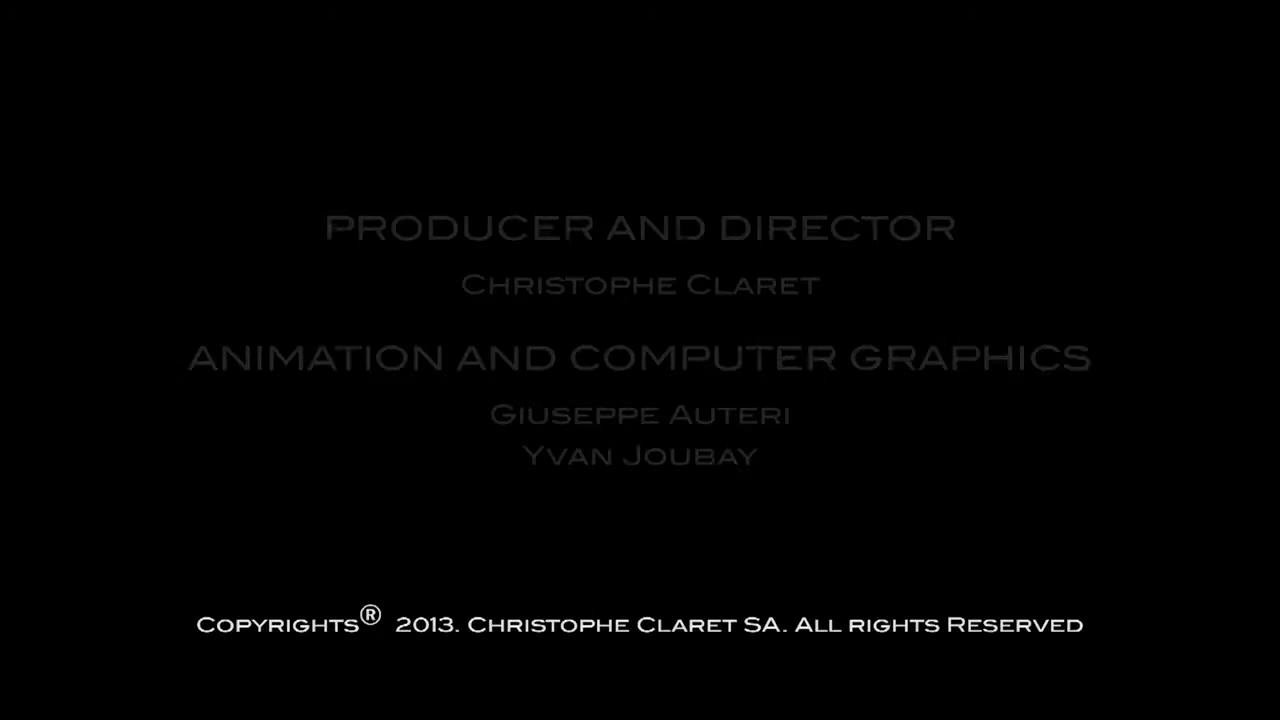 PRODUCER AND DIRECTOR
CHRISTOPHE CLARET
ANIMATION AND COMPUTER GRAPHICS
GIUSEPPE AUTERI
YVAN JOUBAY
COPYRIGHTS® 2013. CHRISTOPHE CLARET SA. ALL RIGHTS RESERVED